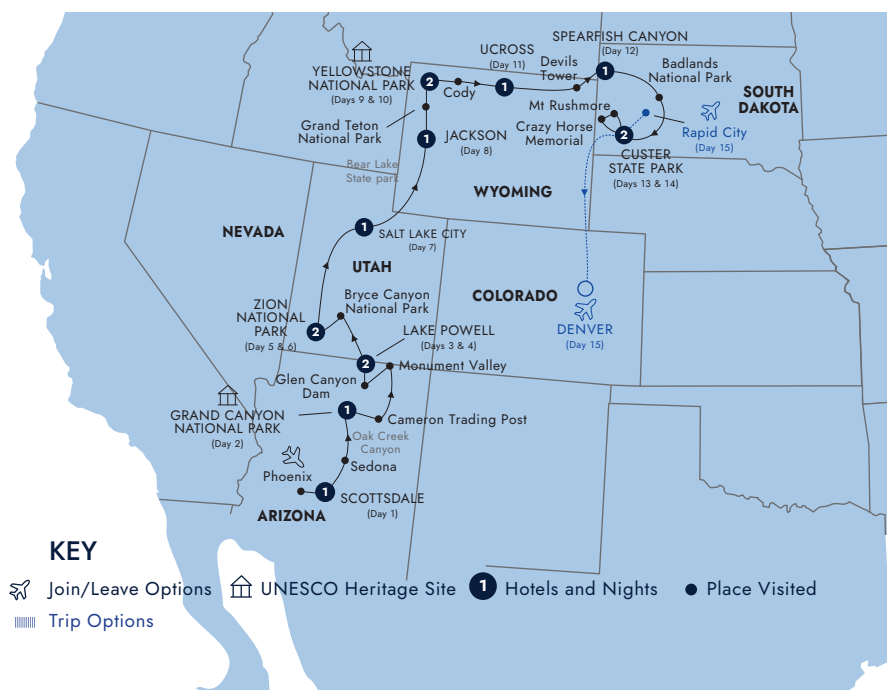 SPEARFISH CANYON
(Day 12)
UCROSS
(Day 11)
Devils
Tower
Badlands
National Park
YELLOWSTONE
NATIONAL PARK
(Days 9 & 10)
2
Cody
1
1
SOUTH
DAKOTA
Mt Rushmore
Grand Teton
National Park
1
JACKSON
(Day 8)
Crazy Horse
Memorial
2
Rapid City
(Day 15)
CUSTER
STATE PARK
(Days 13 & 14)
Bear Lake
State park
WYOMING
NEVADA
1
SALT LAKE CITY
(Day 7)
UTAH
COLORADO
Bryce Canyon
National Park
ZION
NATIONAL
PARK
(Day 5 & 6)
2
DENVER
(Day 15)
LAKE POWELL
(Days 3 & 4)
2
Monument Valley
Glen Canyon
Dam
GRAND CANYON
NATIONAL PARK
(Day 2)
1
Cameron Trading Post
Oak Creek
Canyon
Sedona
Phoenix
1
SCOTTSDALE
(Day 1)
ARIZONA
KEY
Join/Leave Options
UNESCO Heritage Site
1
Hotels and Nights
Place Visited
Trip Options